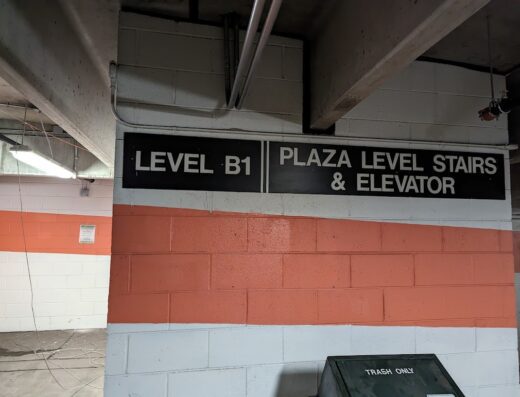 LEVEL B1
PLAZA LEVEL STAIRS
& ELEVATOR
TRASH ONLY